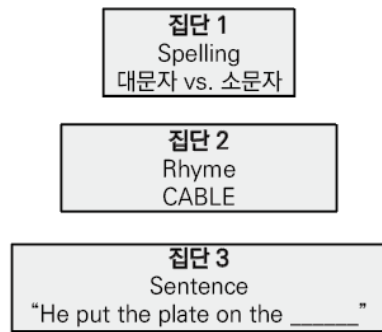 집단 1
Spelling
대문자 vs. 소문자
집단 2
Rhyme
CABLE
집단 3
Sentence
“He put the plate on the ______”